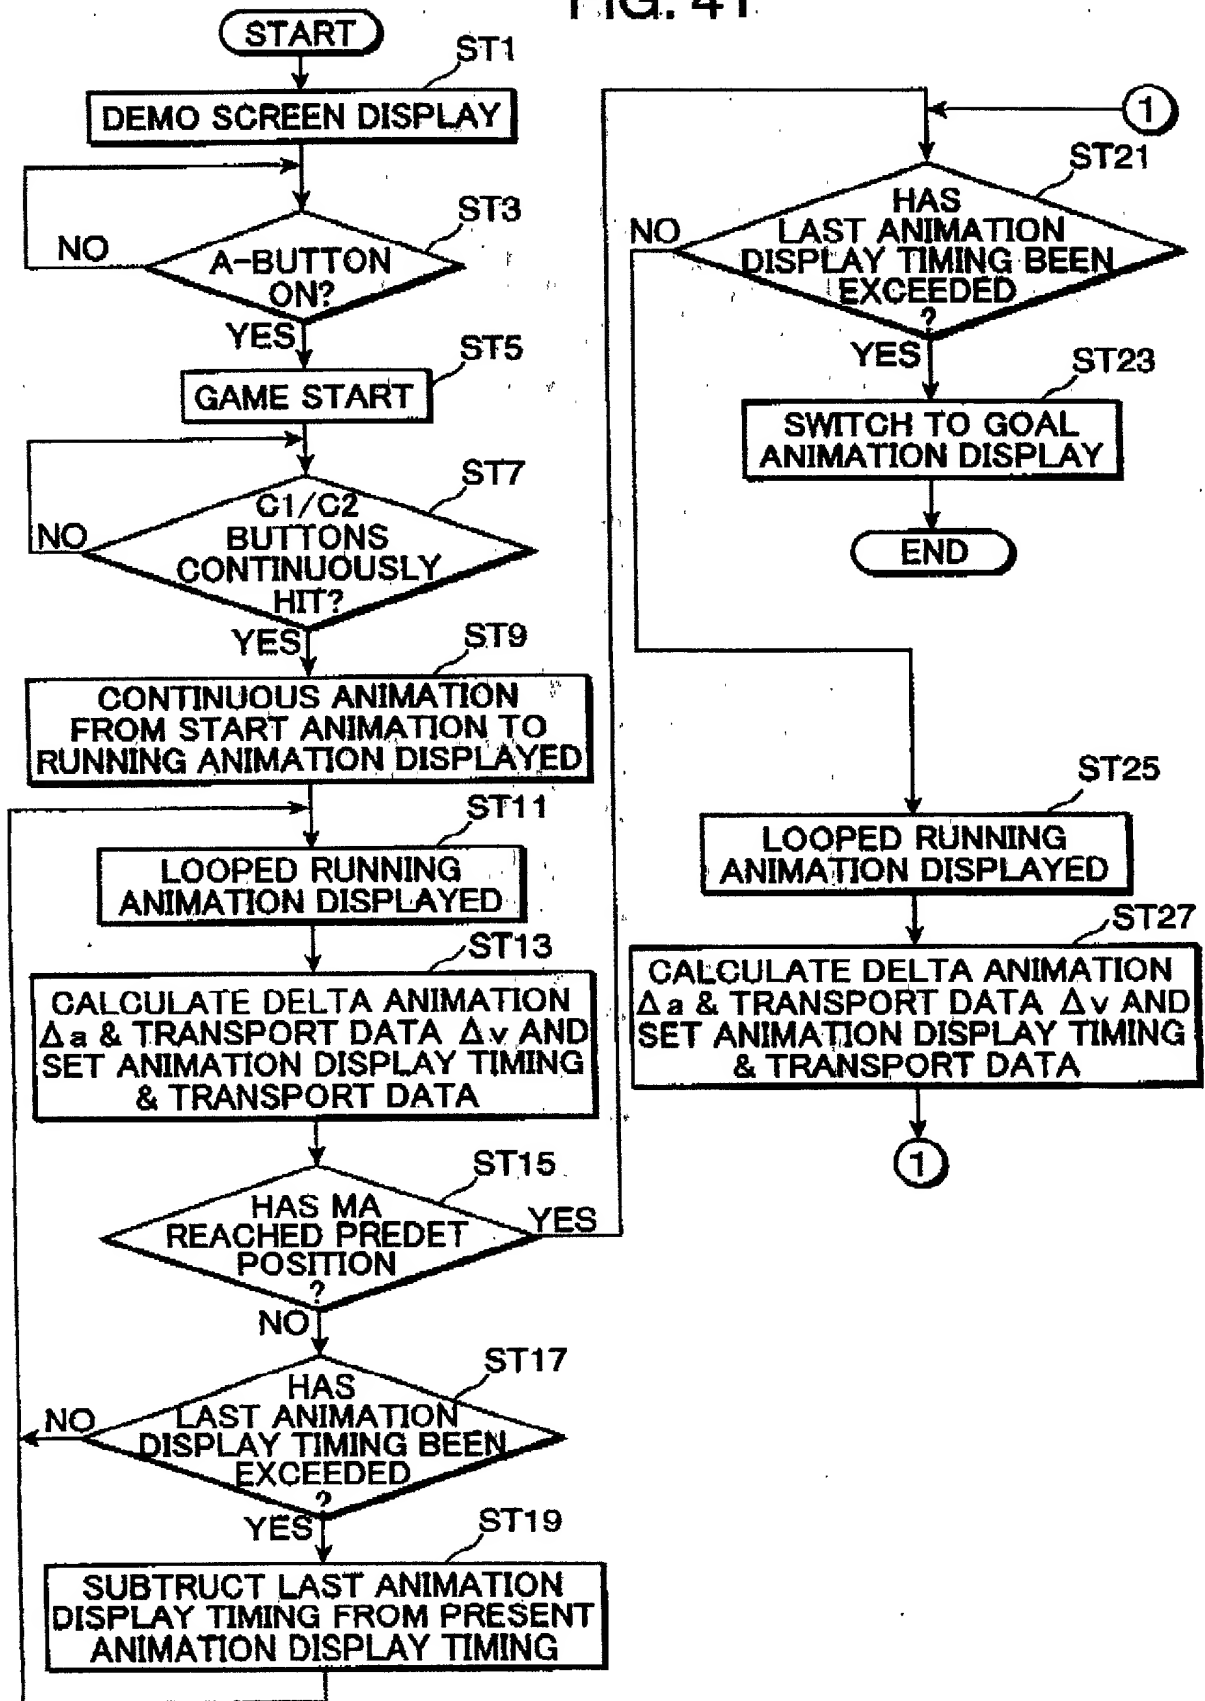 FIG. 41
START
ST1
DEMO SCREEN DISPLAY
ST3
NO
A-BUTTON
ON?
YES
ST5
GAME START
ST7
C1/C2
BUTTONS
CONTINUOUSLY
HIT?
NO
YES
ST9
CONTINUOUS ANIMATION
FROM START ANIMATION TO
RUNNING ANIMATION DISPLAYED
ST11
LOOPED RUNNING
ANIMATION DISPLAYED
ST13
CALCULATE DELTA ANIMATION
Δa & TRANSPORT DATA Δv AND
SET ANIMATION DISPLAY TIMING
& TRANSPORT DATA
ST15
HAS MA
REACHED PREDET
POSITION
?
YES
NO
ST17
HAS
LAST ANIMATION
DISPLAY TIMING BEEN
EXCEEDED
?
NO
YES
ST19
SUBTRUCT LAST ANIMATION
DISPLAY TIMING FROM PRESENT
ANIMATION DISPLAY TIMING
1
ST21
HAS
LAST ANIMATION
DISPLAY TIMING BEEN
EXCEEDED
?
NO
YES
ST23
SWITCH TO GOAL
ANIMATION DISPLAY
END
ST25
LOOPED RUNNING
ANIMATION DISPLAYED
ST27
CALCULATE DELTA ANIMATION
Δa & TRANSPORT DATA Δv AND
SET ANIMATION DISPLAY TIMING
& TRANSPORT DATA
1